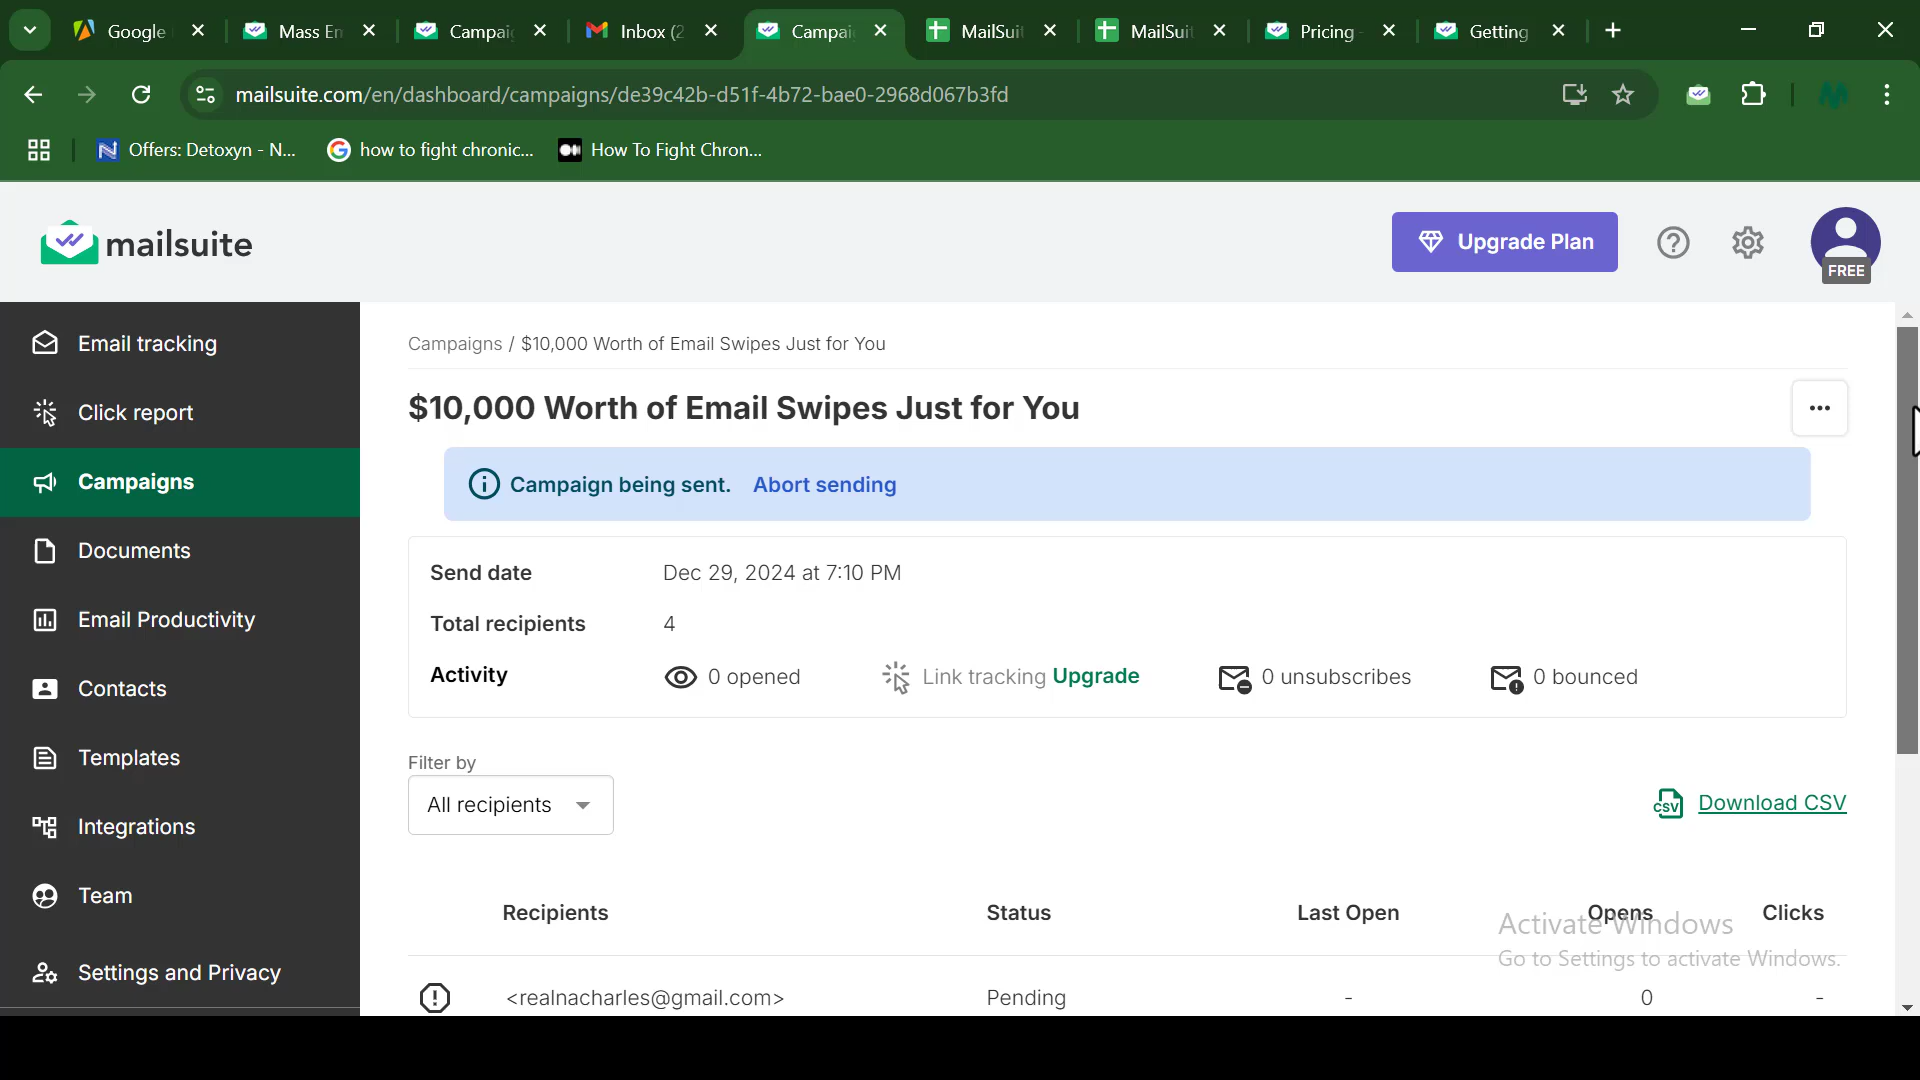 Google
Mass Em
Campai
Inbox (2
Campai
MailSuit
MailSuit
Pricing -
Getting
mailsuite.com/en/dashboard/campaigns/de39c42b-d51f-4b72-bae0-2968d067b3fd
Offers: Detoxyn - N...
how to fight chronic...
How To Fight Chron...
mailsuite
Upgrade Plan
FREE
Email tracking
Click report
Campaigns
Documents
Email Productivity
Contacts
Templates
Integrations
Team
Settings and Privacy
Campaigns / $10,000 Worth of Email Swipes Just for You
$10,000 Worth of Email Swipes Just for You
Campaign being sent. Abort sending
Send date Dec 29, 2024 at 7:10 PM
Total recipients 4
Activity 0 opened Link tracking Upgrade 0 unsubscribes 0 bounced
Filter by
All recipients
CSV Download CSV
Recipients Status Last Open Opens Clicks
<realnacharles@gmail.com> Pending - 0 -
Activate Windows
Go to Settings to activate Windows.